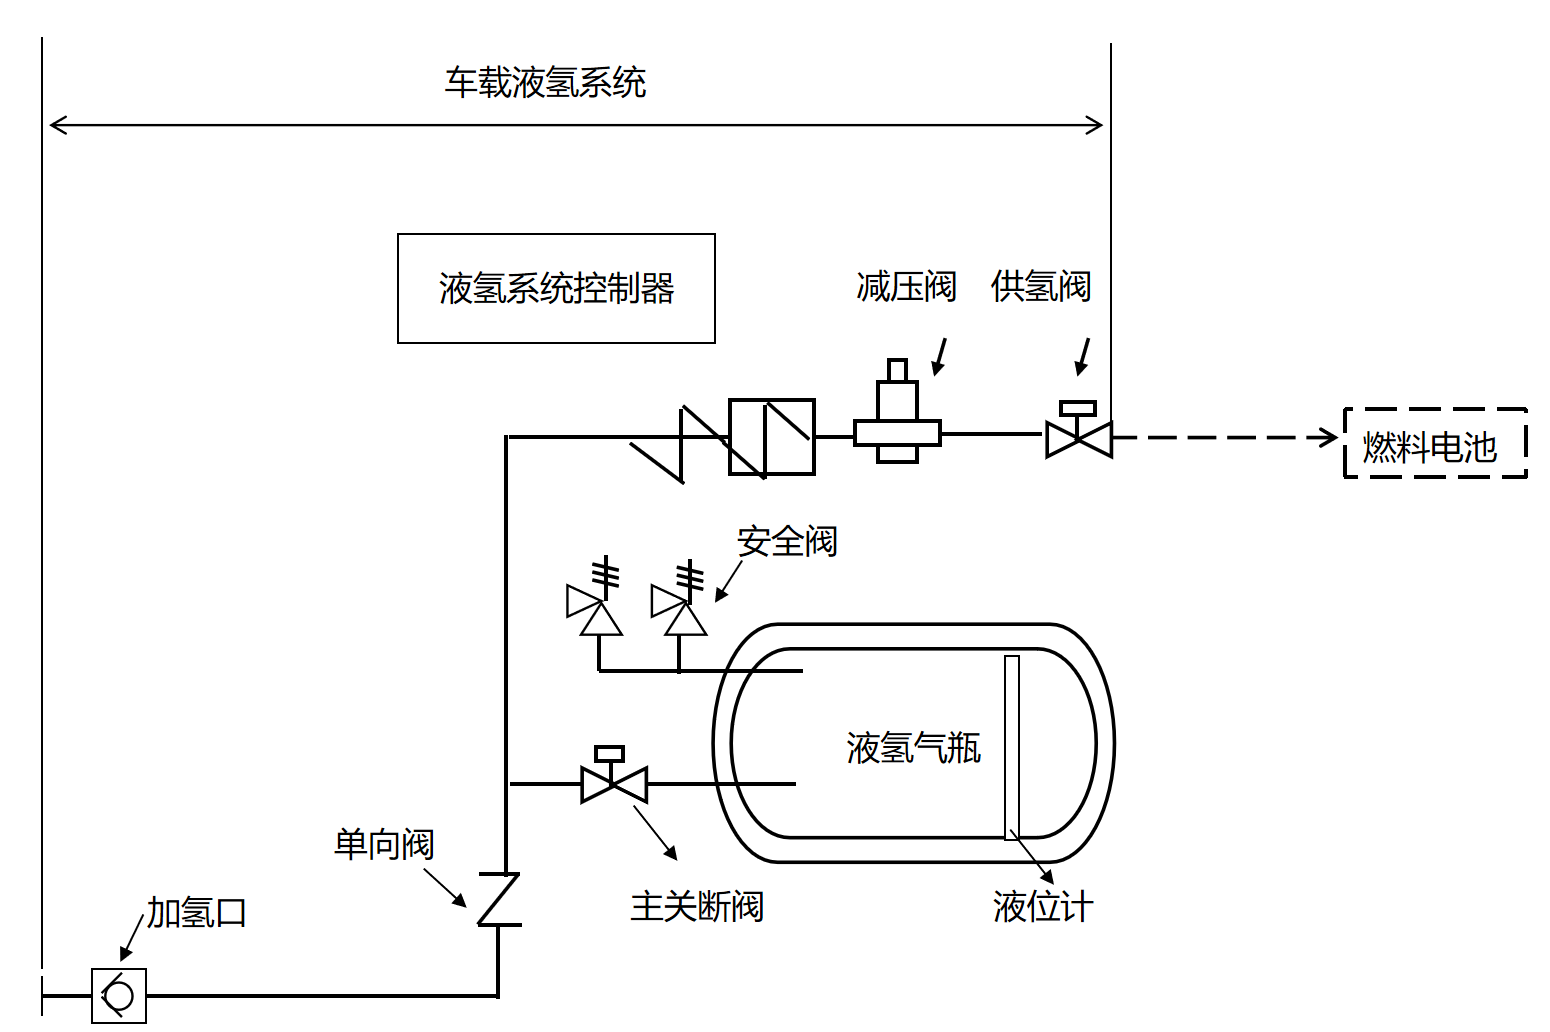 车载液氢系统
液氢系统控制器
减压阀
供氢阀
燃料电池
安全阀
液氢气瓶
单向阀
主关断阀
液位计
加氢口